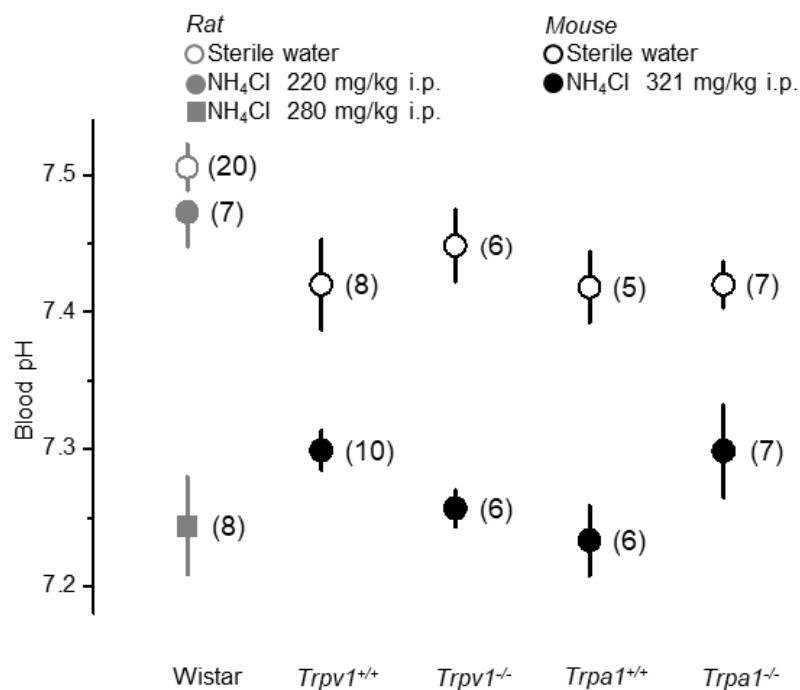 Rat
Sterile water
NH₄Cl 220 mg/kg i.p.
NH₄Cl 280 mg/kg i.p.
Mouse
Sterile water
NH₄Cl 321 mg/kg i.p.
Blood pH
7.5
7.4
7.3
7.2
(20)
(7)
(8)
(8)
(10)
(6)
(6)
(5)
(6)
(7)
(7)
Wistar Trpv1⁺/⁺ Trpv1⁻/⁻ Trpa1⁺/⁺ Trpa1⁻/⁻